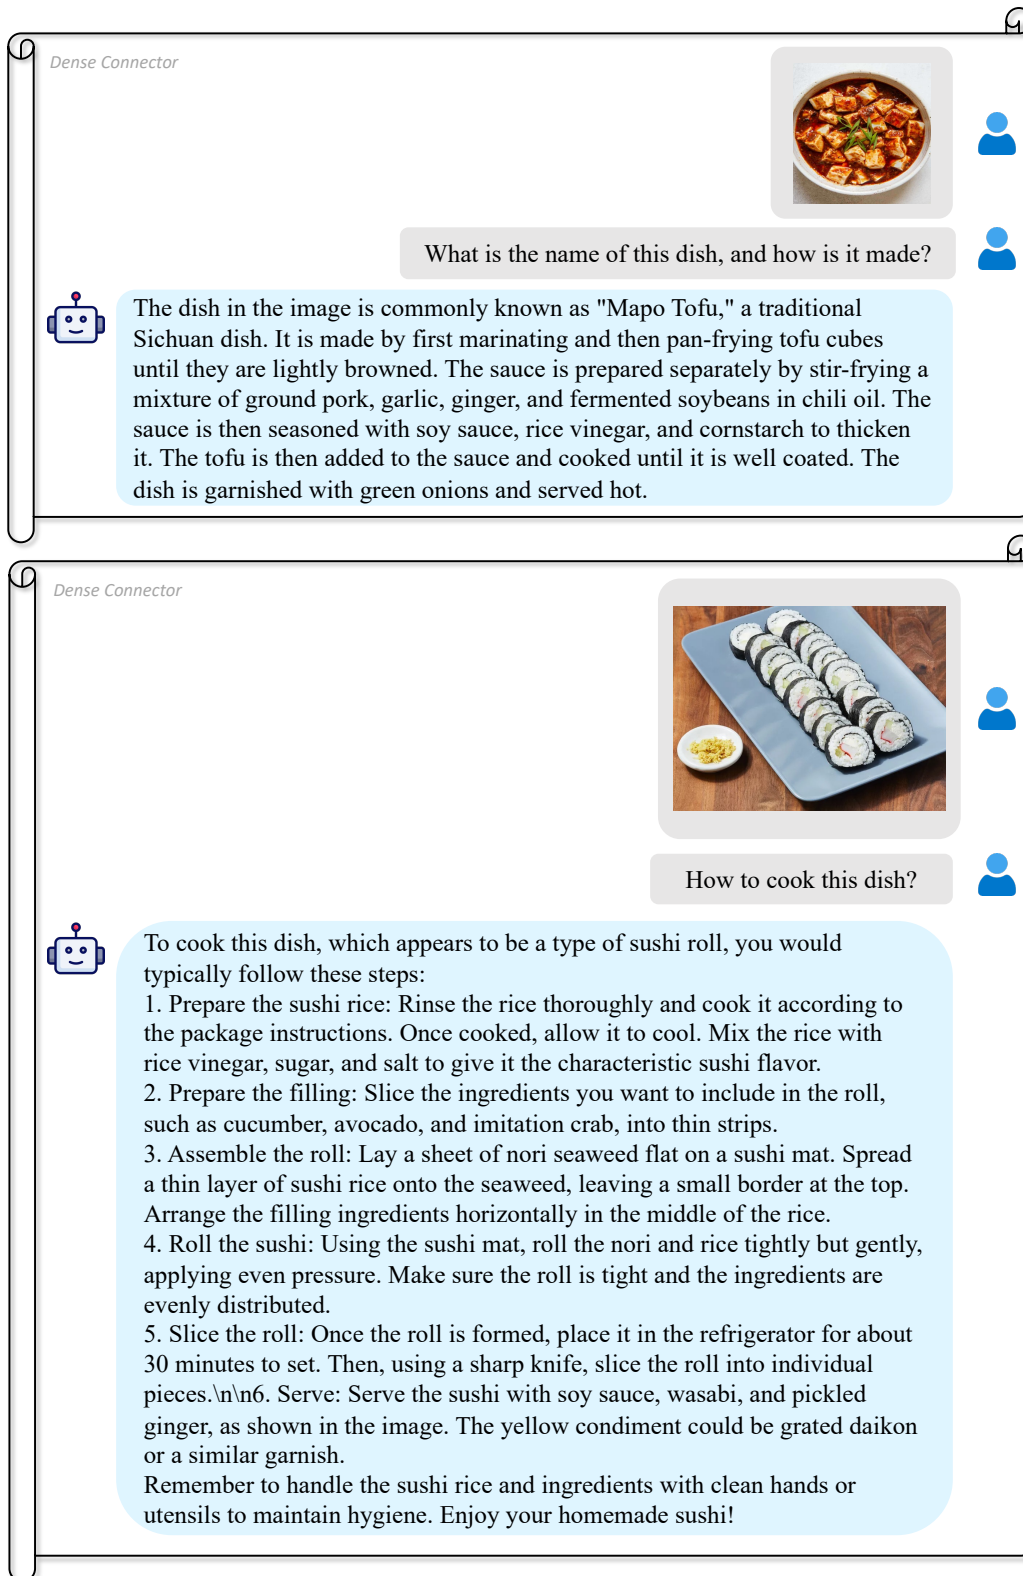 Dense Connector
What is the name of this dish, and how is it made?
The dish in the image is commonly known as "Mapo Tofu," a traditional
Sichuan dish. It is made by first marinating and then pan-frying tofu cubes
until they are lightly browned. The sauce is prepared separately by stir-frying a
mixture of ground pork, garlic, ginger, and fermented soybeans in chili oil. The
sauce is then seasoned with soy sauce, rice vinegar, and cornstarch to thicken
it. The tofu is then added to the sauce and cooked until it is well coated. The
dish is garnished with green onions and served hot.
Dense Connector
How to cook this dish?
To cook this dish, which appears to be a type of sushi roll, you would
typically follow these steps:
1. Prepare the sushi rice: Rinse the rice thoroughly and cook it according to
the package instructions. Once cooked, allow it to cool. Mix the rice with
rice vinegar, sugar, and salt to give it the characteristic sushi flavor.
2. Prepare the filling: Slice the ingredients you want to include in the roll,
such as cucumber, avocado, and imitation crab, into thin strips.
3. Assemble the roll: Lay a sheet of nori seaweed flat on a sushi mat. Spread
a thin layer of sushi rice onto the seaweed, leaving a small border at the top.
Arrange the filling ingredients horizontally in the middle of the rice.
4. Roll the sushi: Using the sushi mat, roll the nori and rice tightly but gently,
applying even pressure. Make sure the roll is tight and the ingredients are
evenly distributed.
5. Slice the roll: Once the roll is formed, place it in the refrigerator for about
30 minutes to set. Then, using a sharp knife, slice the roll into individual
pieces.\n\n6. Serve: Serve the sushi with soy sauce, wasabi, and pickled
ginger, as shown in the image. The yellow condiment could be grated daikon
or a similar garnish.
Remember to handle the sushi rice and ingredients with clean hands or
utensils to maintain hygiene. Enjoy your homemade sushi!